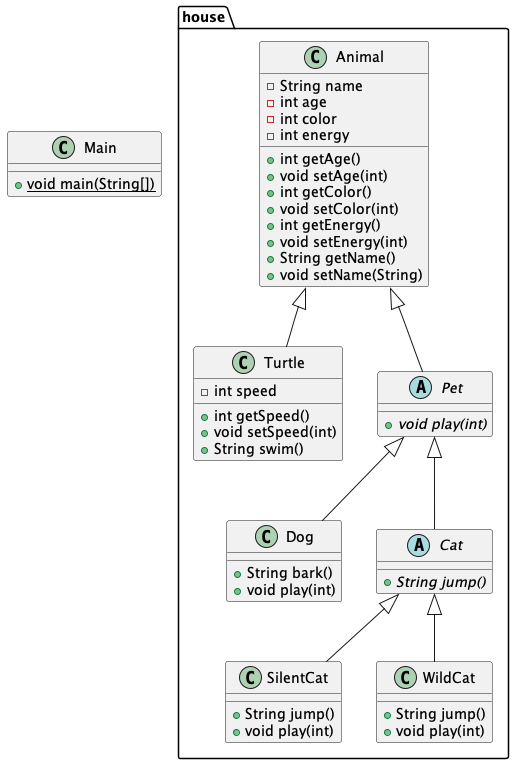 house
C Animal
String name
int age
int color
int energy
int getAge()
void setAge(int)
int getColor()
void setColor(int)
int getEnergy()
void setEnergy(int)
String getName()
void setName(String)
C Main
void main(String[])
C Turtle
int speed
int getSpeed()
void setSpeed(int)
String swim()
A Pet
void play(int)
C Dog
String bark()
void play(int)
A Cat
String jump()
C SilentCat
String jump()
void play(int)
C WildCat
String jump()
void play(int)